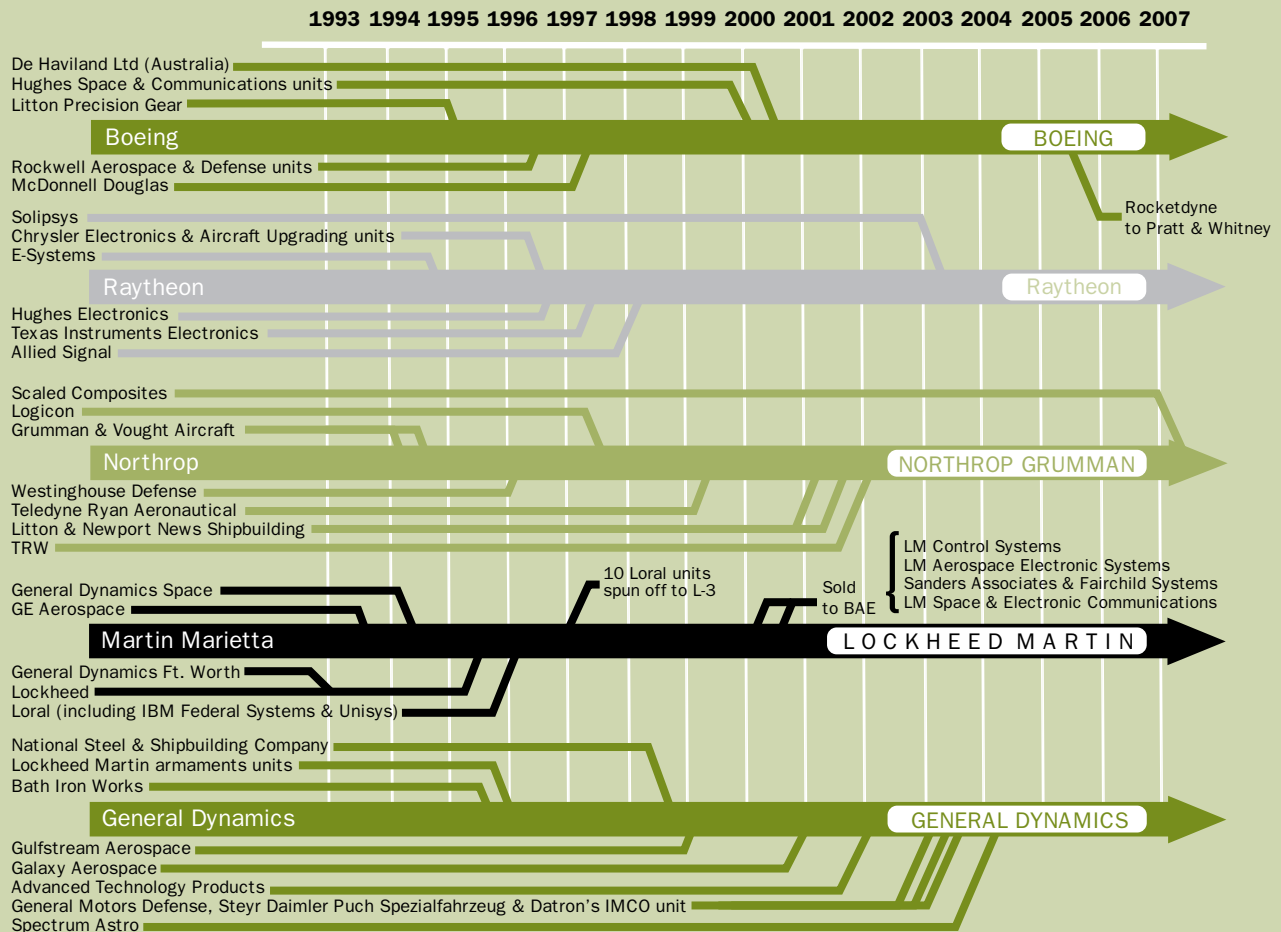 1993 1994 1995 1996 1997 1998 1999 2000 2001 2002 2003 2004 2005 2006 2007
De Haviland Ltd (Australia)
Hughes Space & Communications units
Litton Precision Gear
Boeing
BOEING
Rockwell Aerospace & Defense units
McDonnell Douglas
Rocketdyne
to Pratt & Whitney
Solipsys
Chrysler Electronics & Aircraft Upgrading units
E-Systems
Raytheon
Raytheon
Hughes Electronics
Texas Instruments Electronics
Allied Signal
Scaled Composites
Logicon
Grumman & Vought Aircraft
Northrop
NORTHROP GRUMMAN
Westinghouse Defense
Teledyne Ryan Aeronautical
Litton & Newport News Shipbuilding
TRW
General Dynamics Space
GE Aerospace
10 Loral units
spun off to L-3
Sold
to BAE
LM Control Systems
LM Aerospace Electronic Systems
Sanders Associates & Fairchild Systems
LM Space & Electronic Communications
Martin Marietta
LOCKHEED MARTIN
General Dynamics Ft. Worth
Lockheed
Loral (including IBM Federal Systems & Unisys)
National Steel & Shipbuilding Company
Lockheed Martin armaments units
Bath Iron Works
General Dynamics
GENERAL DYNAMICS
Gulfstream Aerospace
Galaxy Aerospace
Advanced Technology Products
General Motors Defense, Steyr Daimler Puch Spezialfahrzeug & Datron's IMCO unit
Spectrum Astro